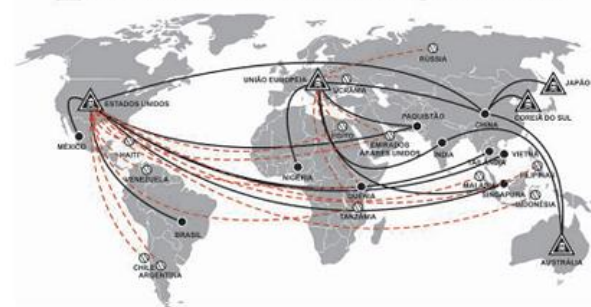 RÚSSIA
UNIÃO EUROPEIA
UCRÂNIA
JAPÃO
COREIA DO SUL
CHINA
ESTADOS UNIDOS
PAQUISTÃO
MÉXICO
HAITI
EGITO
EMIRADOS
ÁRABES UNIDOS
ÍNDIA
VIETNÃ
TAILÂNDIA
FILIPINAS
VENEZUELA
NIGÉRIA
MALÁSIA
SINGAPURA
QUÊNIA
INDONÉSIA
TANZÂNIA
BRASIL
AUSTRÁLIA
CHILE
ARGENTINA